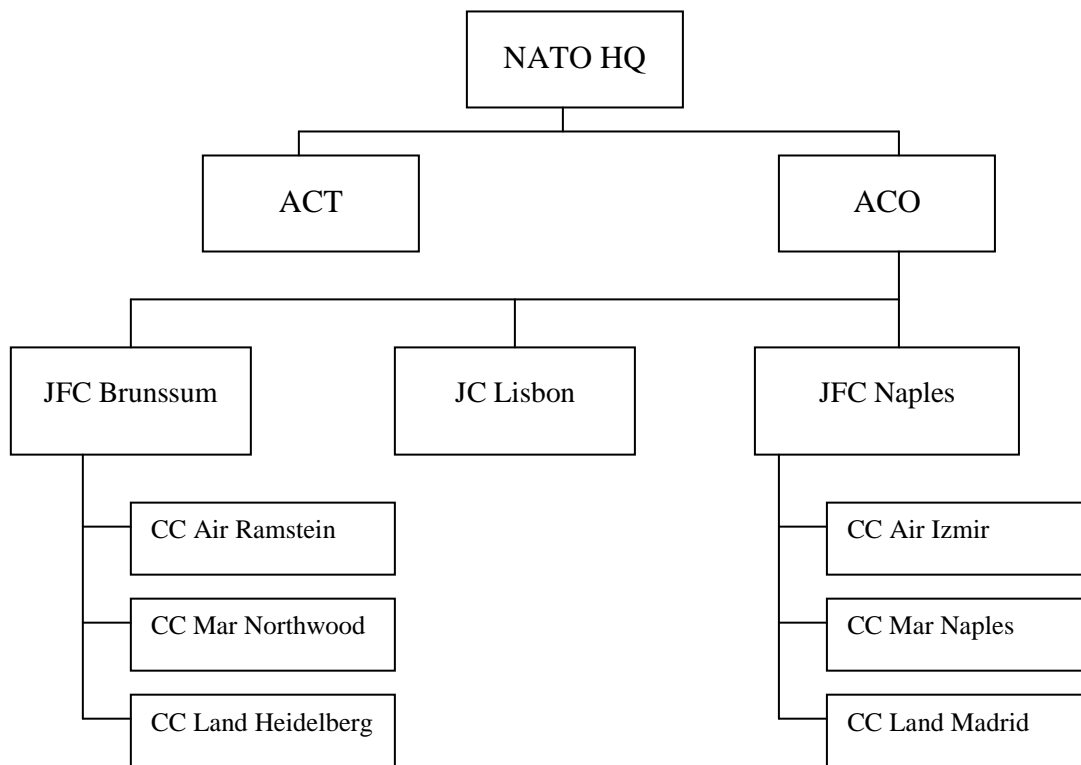 NATO HQ
ACT
ACO
JFC Brunssum
JC Lisbon
JFC Naples
CC Air Ramstein
CC Air Izmir
CC Mar Northwood
CC Mar Naples
CC Land Heidelberg
CC Land Madrid